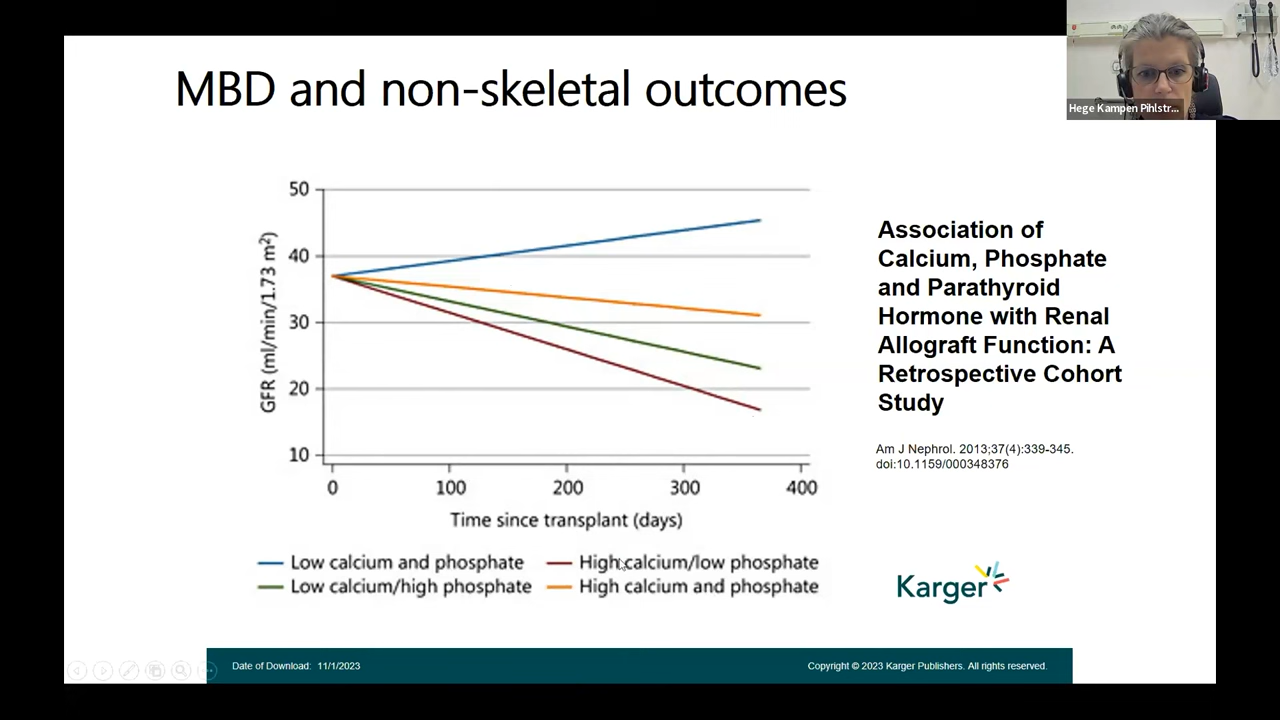 MBD and non-skeletal outcomes
Hege Kampen Pihlstr...
50
40
30
20
10
GFR (ml/min/1.73 m²)
0 100 200 300 400
Time since transplant (days)
Low calcium and phosphate High calcium/low phosphate
Low calcium/high phosphate High calcium and phosphate
Association of
Calcium, Phosphate
and Parathyroid
Hormone with Renal
Allograft Function: A
Retrospective Cohort
Study
Am J Nephrol. 2013;37(4):339-345.
doi:10.1159/000348376
Karger
Date of Download: 11/1/2023 Copyright © 2023 Karger Publishers. All rights reserved.